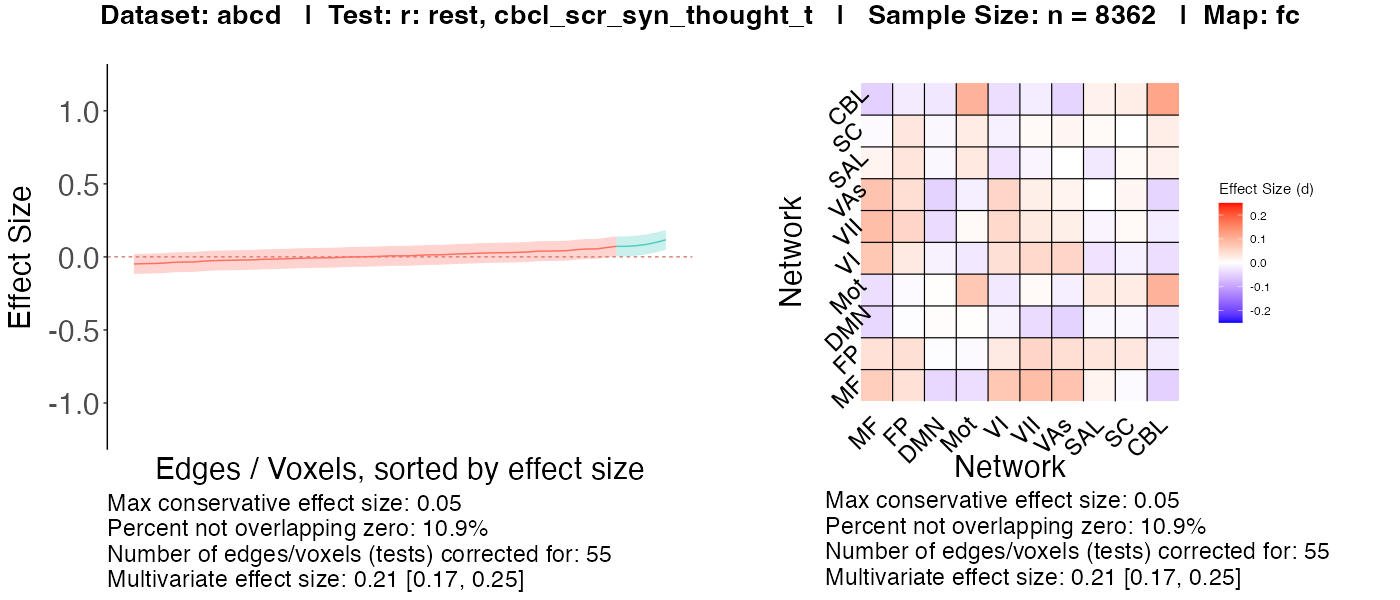 Dataset: abcd | Test: r: rest, cbcl_scr_syn_thought_t | Sample Size: n = 8362 | Map: fc
Effect Size
1.0
0.5
0.0
-0.5
-1.0
Edges / Voxels, sorted by effect size
Max conservative effect size: 0.05
Percent not overlapping zero: 10.9%
Number of edges/voxels (tests) corrected for: 55
Multivariate effect size: 0.21 [0.17, 0.25]
Network
CBL
SC
SAL
VAs
VII
VI
Mot
DMN
FP
MF
MF FP DMN Mot VI VII VAs SAL SC CBL
Network
Effect Size (d)
0.2
0.1
0.0
-0.1
-0.2
Max conservative effect size: 0.05
Percent not overlapping zero: 10.9%
Number of edges/voxels (tests) corrected for: 55
Multivariate effect size: 0.21 [0.17, 0.25]